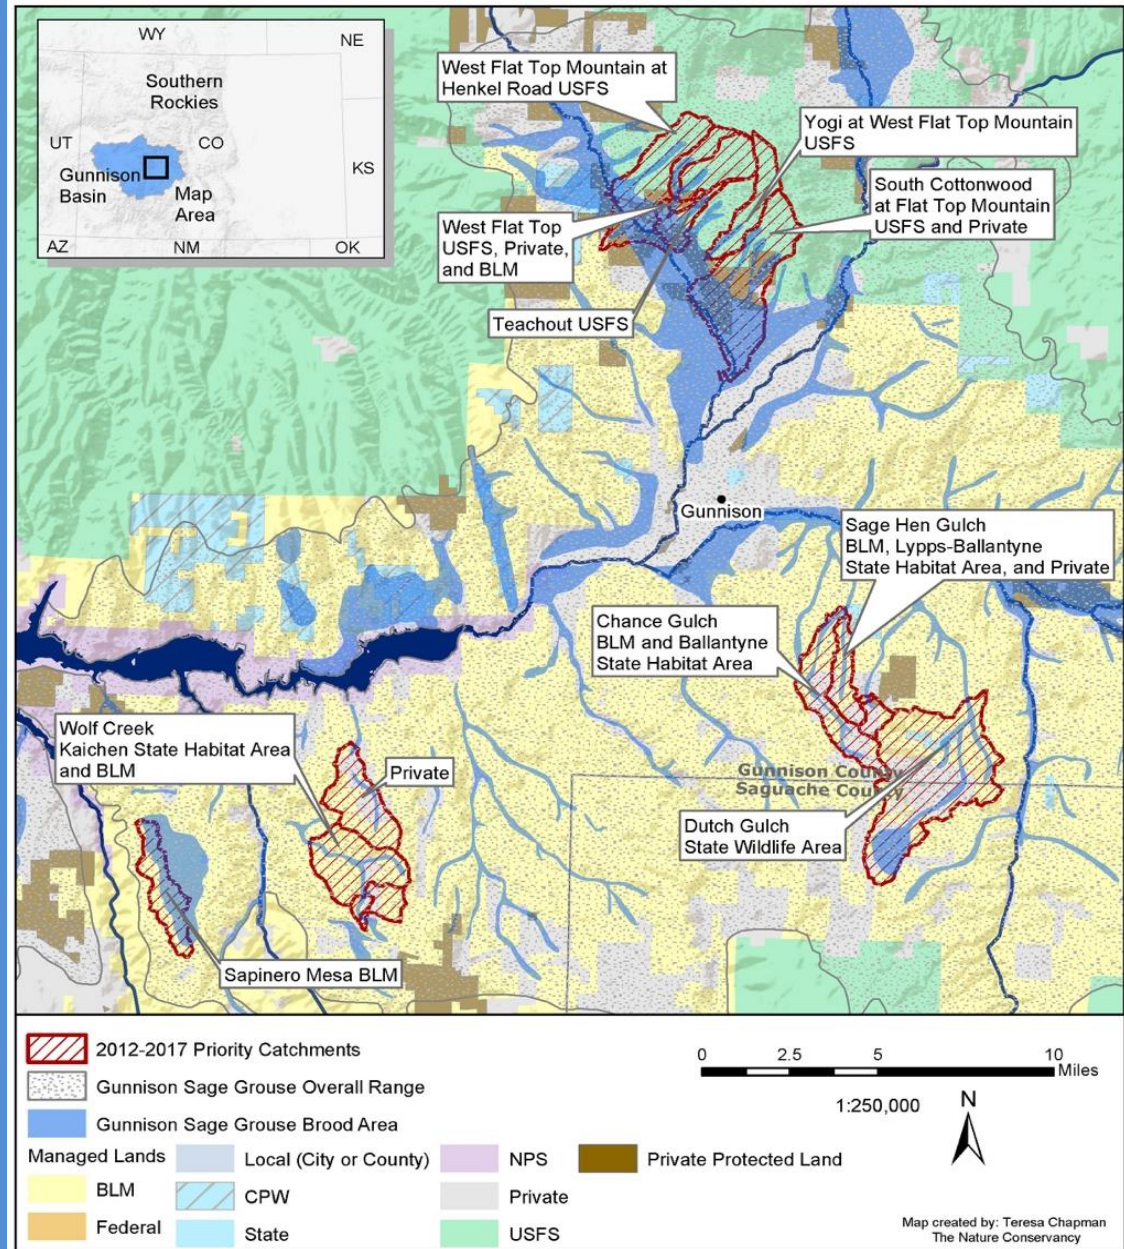 WY
NE
Southern
Rockies
UT
CO
KS
Gunnison
Basin
Map
Area
AZ
NM
OK
West Flat Top Mountain at
Henkel Road USFS
Yogi at West Flat Top Mountain
USFS
South Cottonwood
at Flat Top Mountain
USFS and Private
West Flat Top
USFS, Private,
and BLM
Teachout USFS
Gunnison
Sage Hen Gulch
BLM, Lypps-Ballantyne
State Habitat Area, and Private
Chance Gulch
BLM and Ballantyne
State Habitat Area
Wolf Creek
Kaichen State Habitat Area
and BLM
Private
Gunnison County
Saguache County
Dutch Gulch
State Wildlife Area
Sapinero Mesa BLM
2012-2017 Priority Catchments
Gunnison Sage Grouse Overall Range
Gunnison Sage Grouse Brood Area
Managed Lands
BLM
Federal
Local (City or County)
CPW
State
NPS
Private
USFS
Private Protected Land
0 2.5 5 10
Miles
1:250,000
N
Map created by: Teresa Chapman
The Nature Conservancy